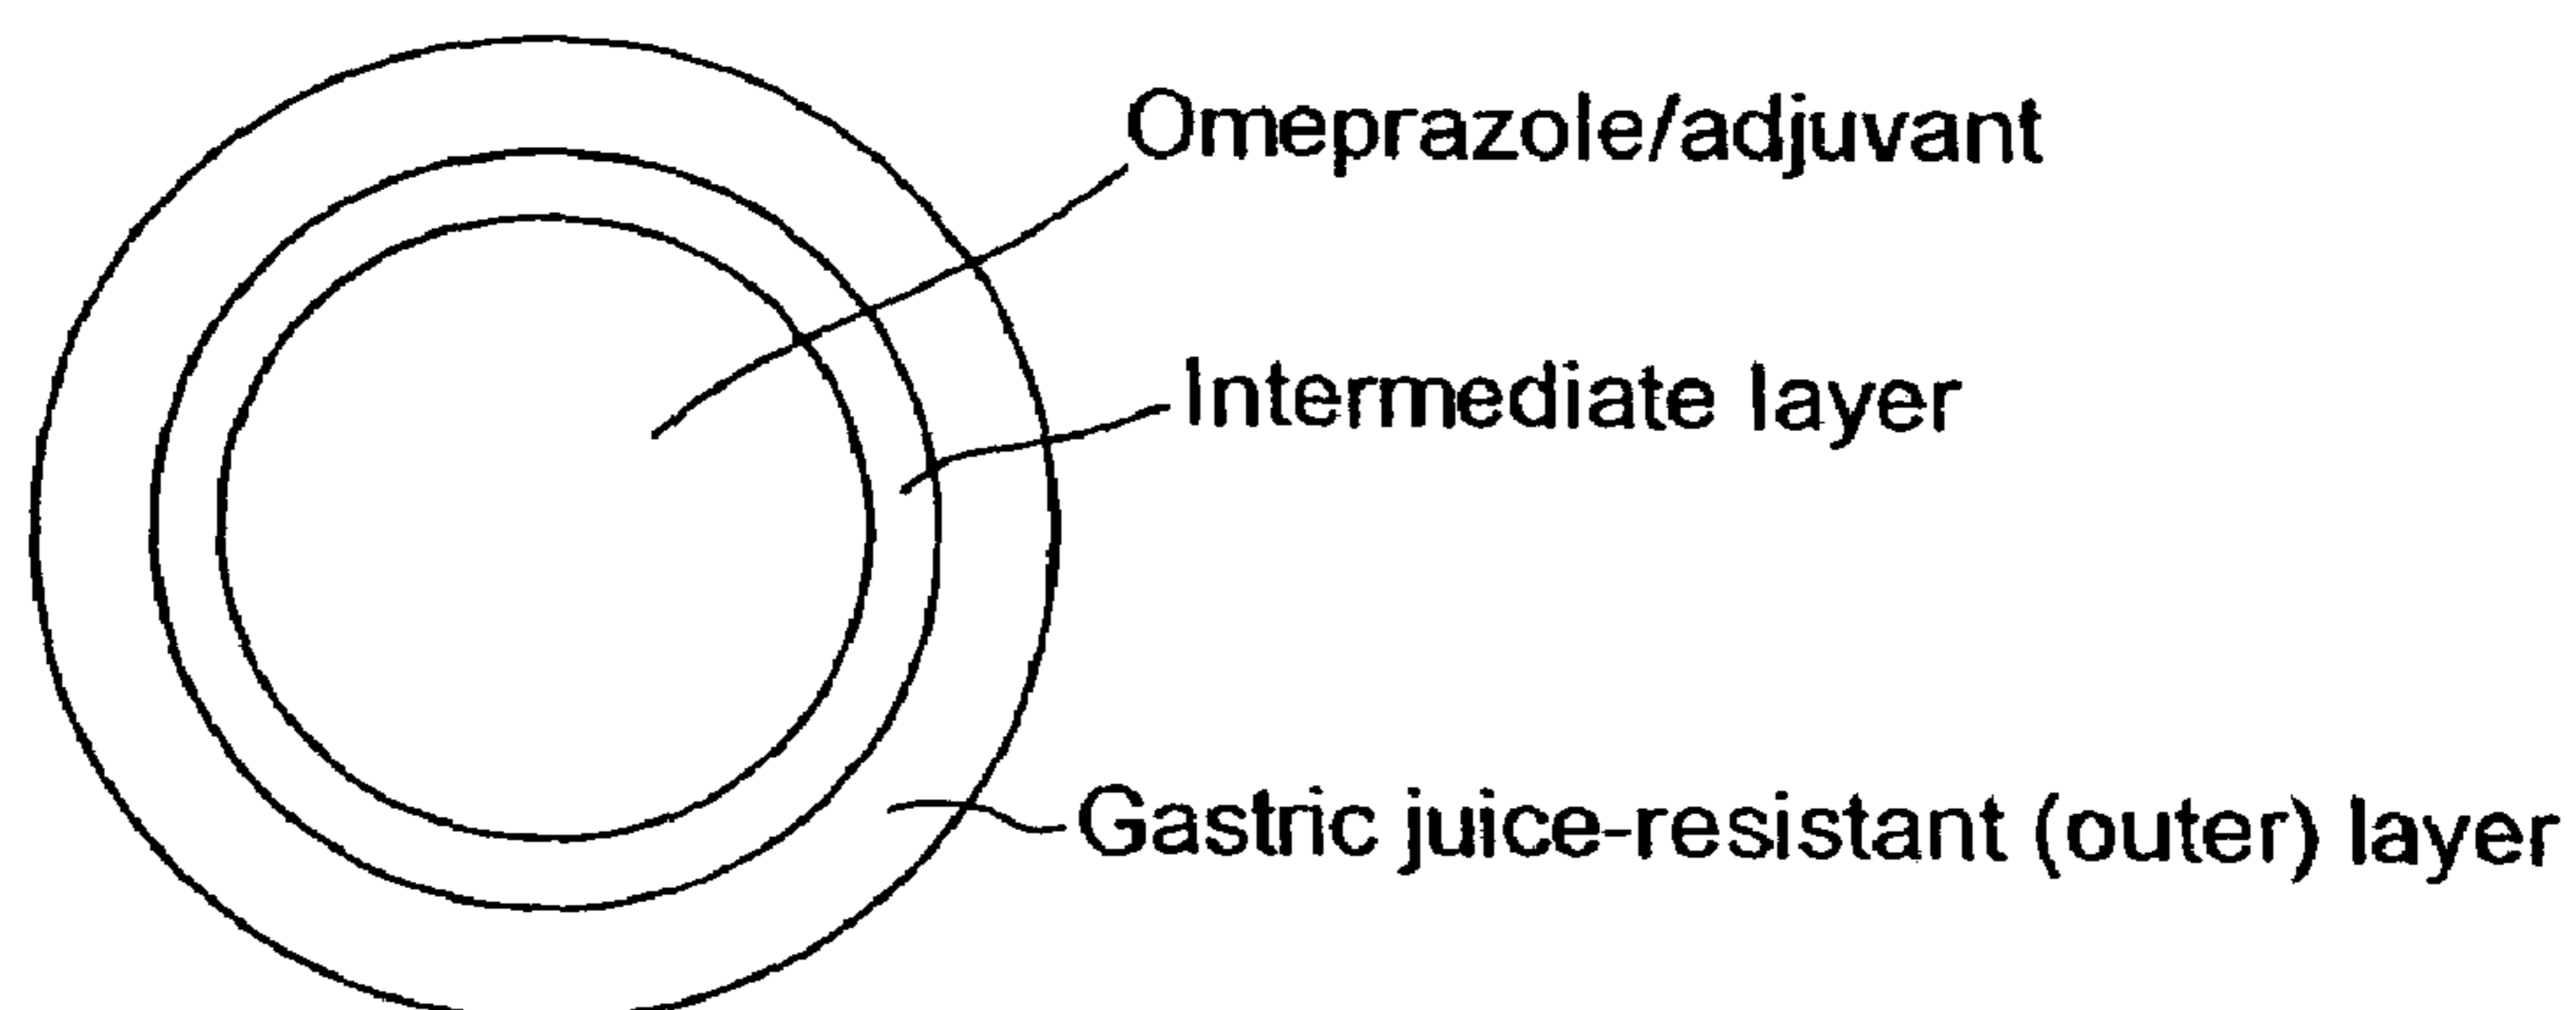 Omeprazole/adjuvant
Intermediate layer
Gastric juice-resistant (outer) layer